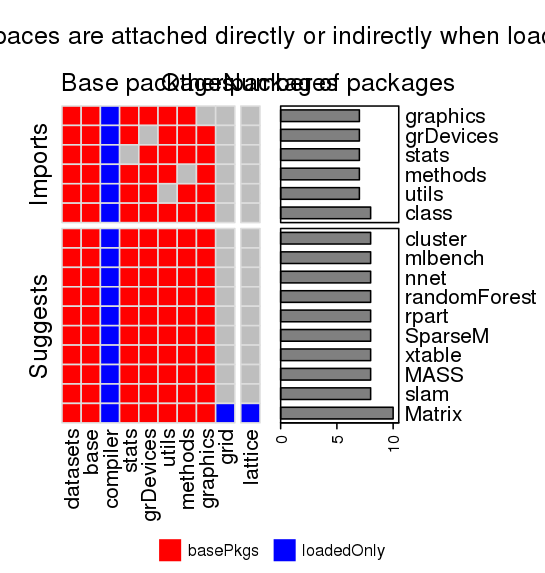 paces are attached directly or indirectly when load
Base packages
Other packages
Number of packages
Imports
graphics
grDevices
stats
methods
utils
class
Suggests
cluster
mlbench
nnet
randomForest
rpart
SparseM
xtable
MASS
slam
Matrix
datasets
base
compiler
stats
grDevices
utils
methods
graphics
grid
lattice
0
5
10
basePkgs
loadedOnly